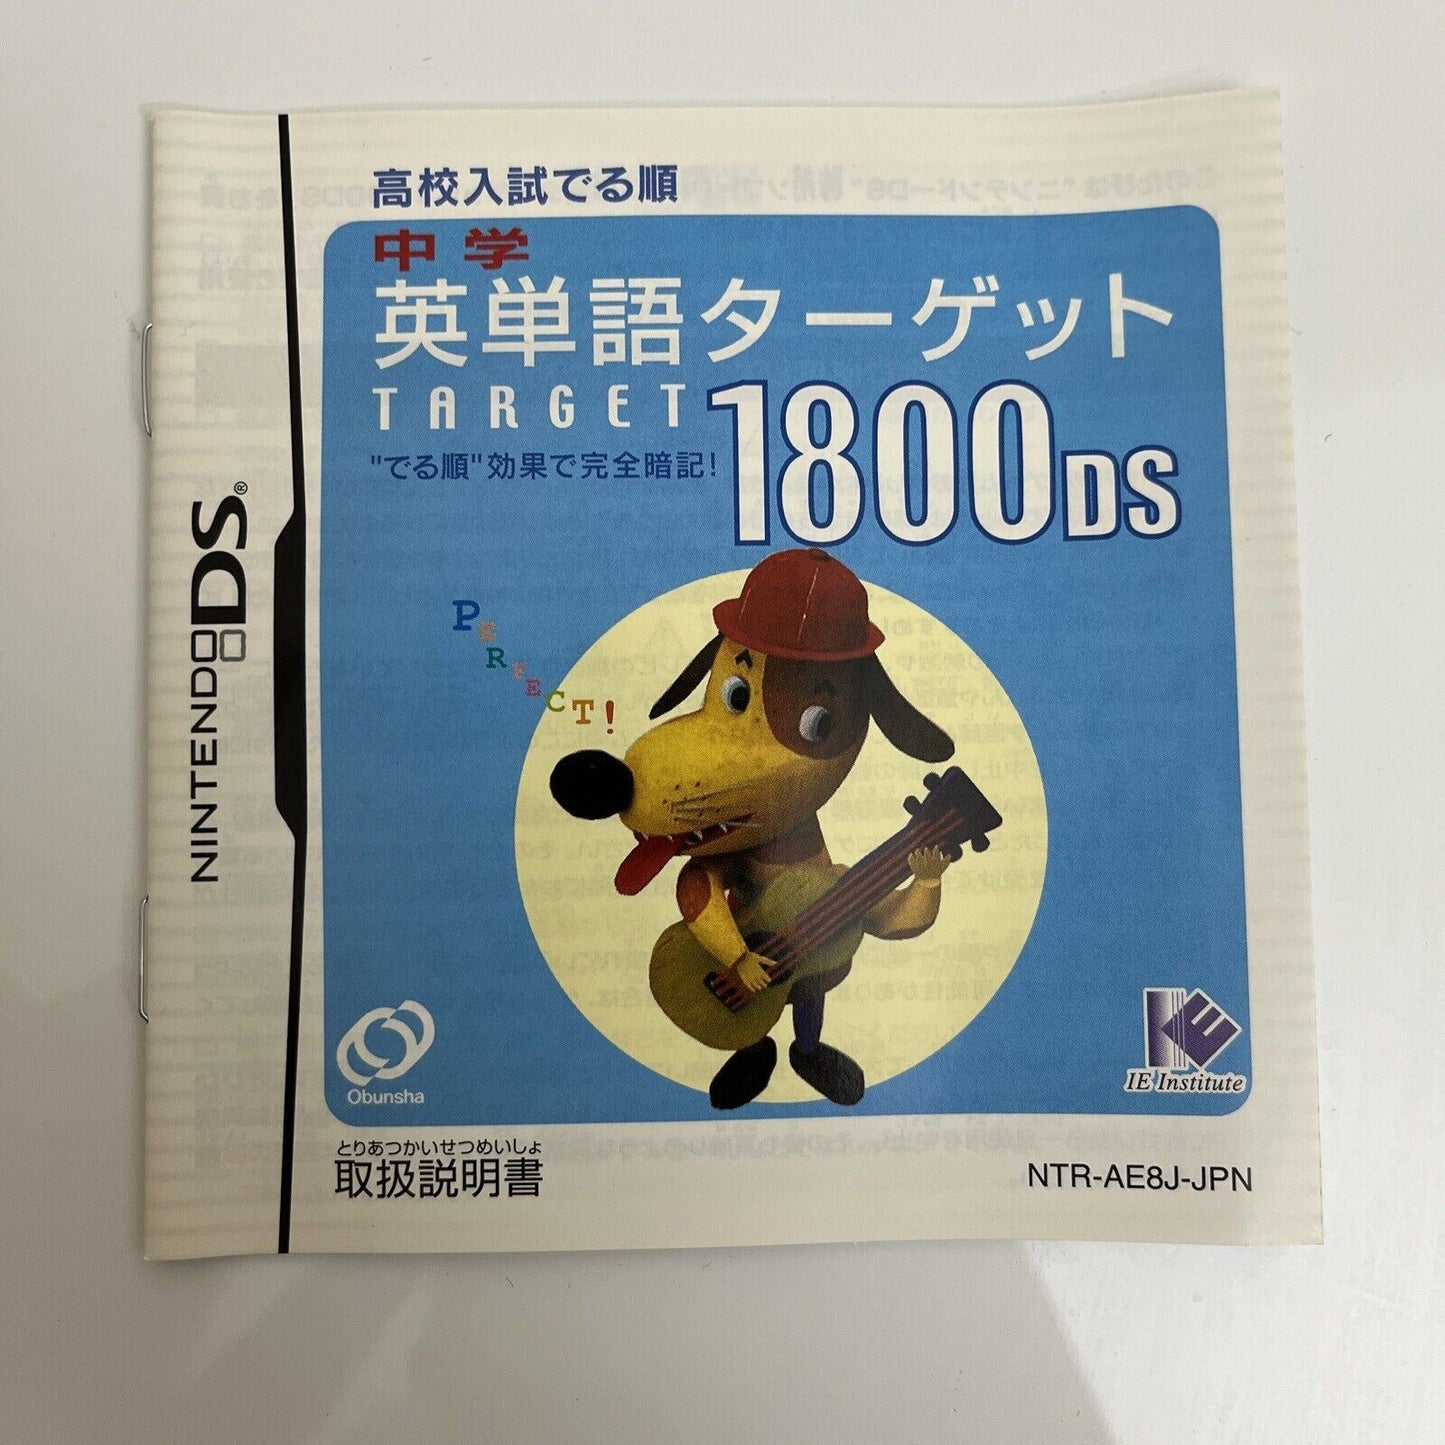 高校入試でる順
中学
英単語ターゲット
TARGET
1800DS
"でる順"効果で完全暗記!
PERFECT!
NINTENDO DS®
Obunsha
IE Institute
とりあつかいせつめいしょ
取扱説明書
NTR-AE8J-JPN